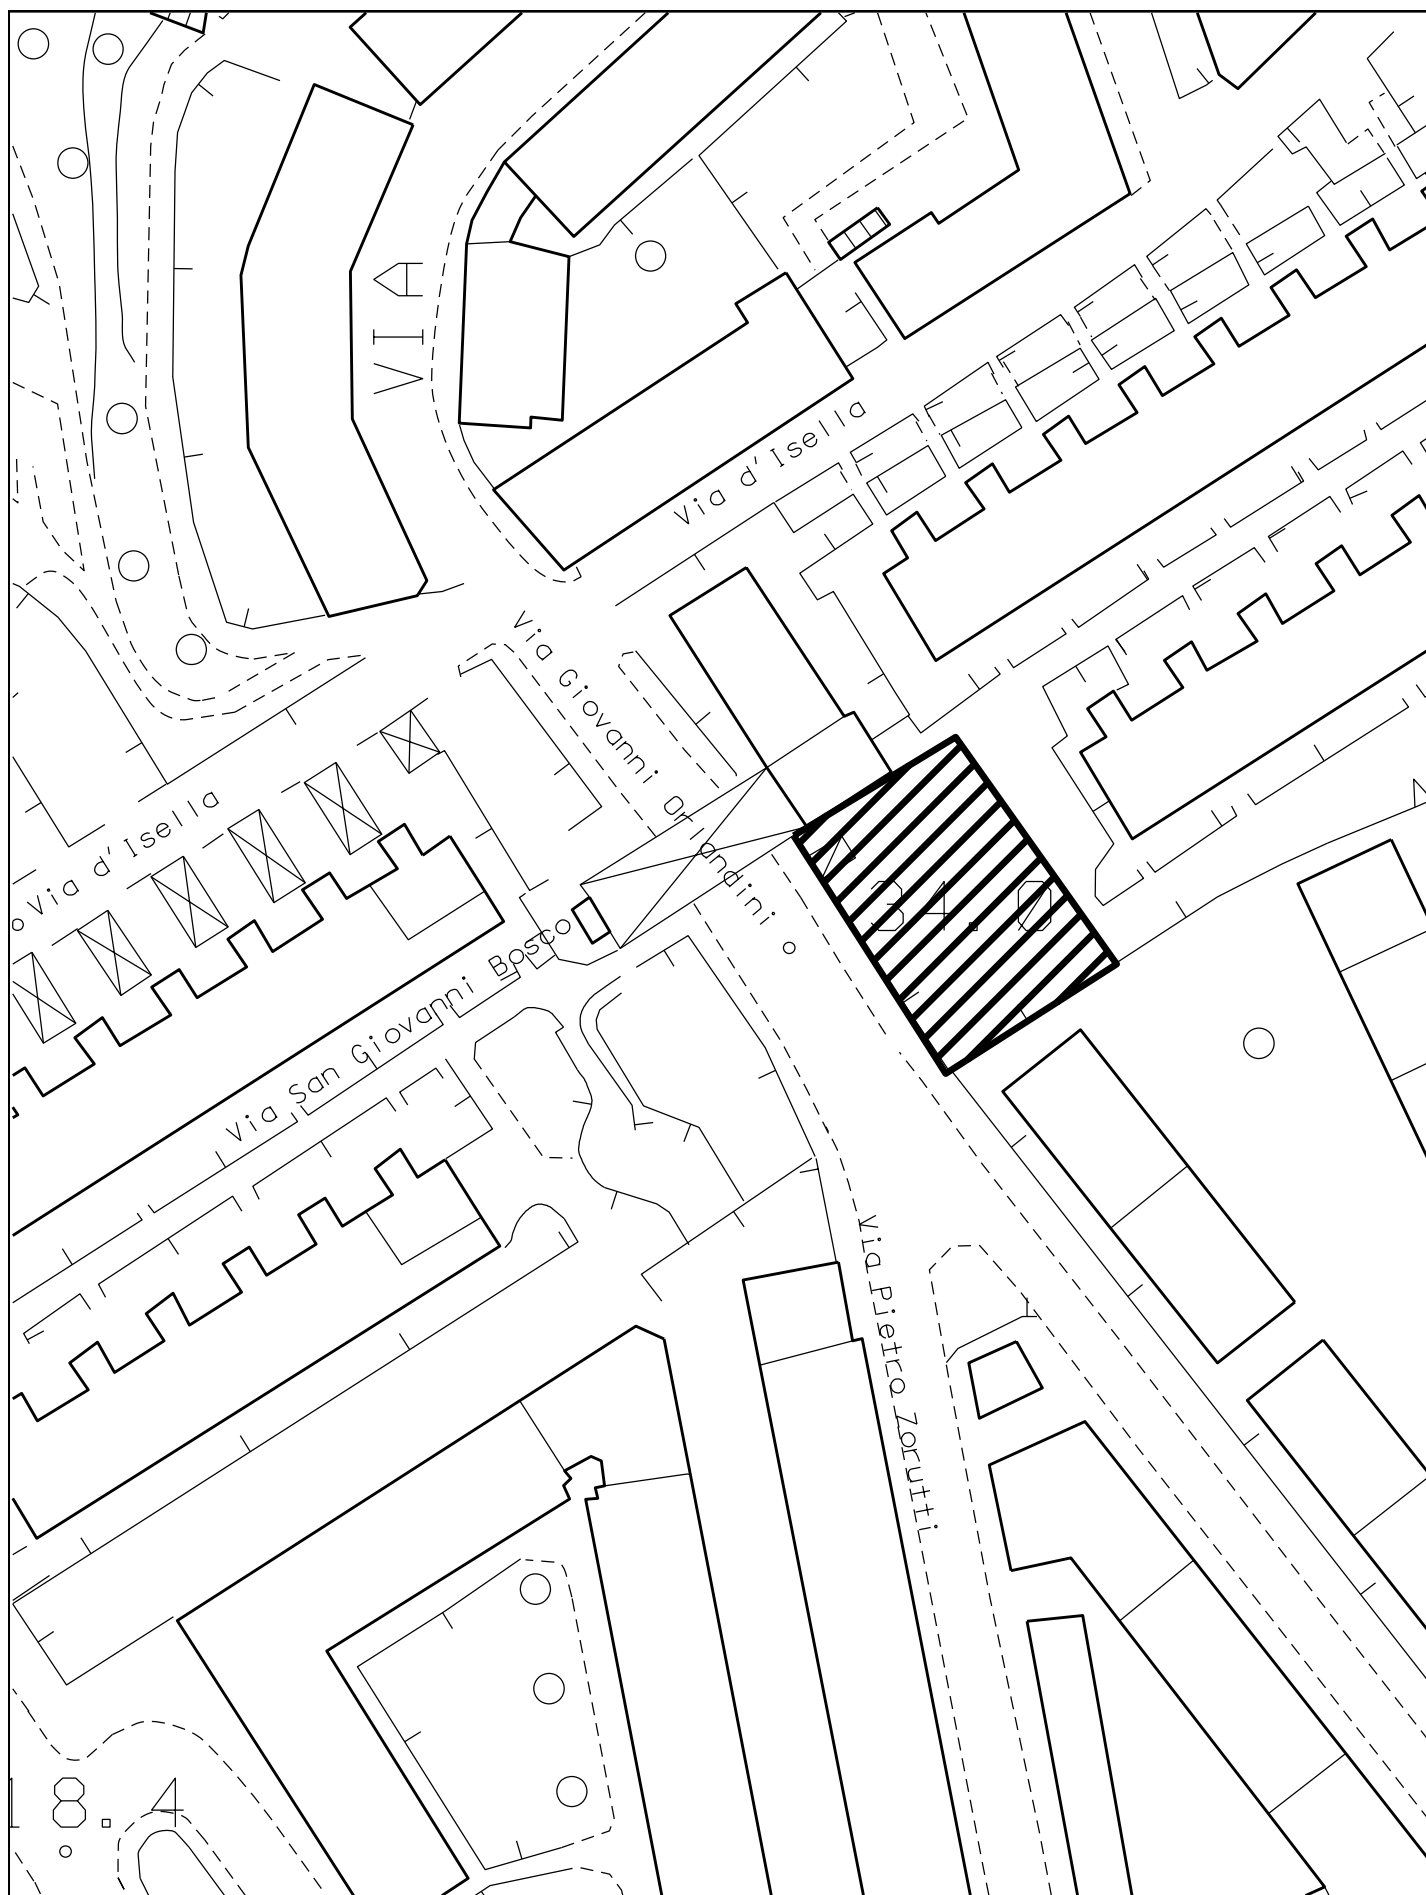 VIA
Via d'Isella
Via Giovanni Orlandini
Via d'Isella
34.0
Via San Giovanni Bosco
Via Pietro Zorutti
18.4